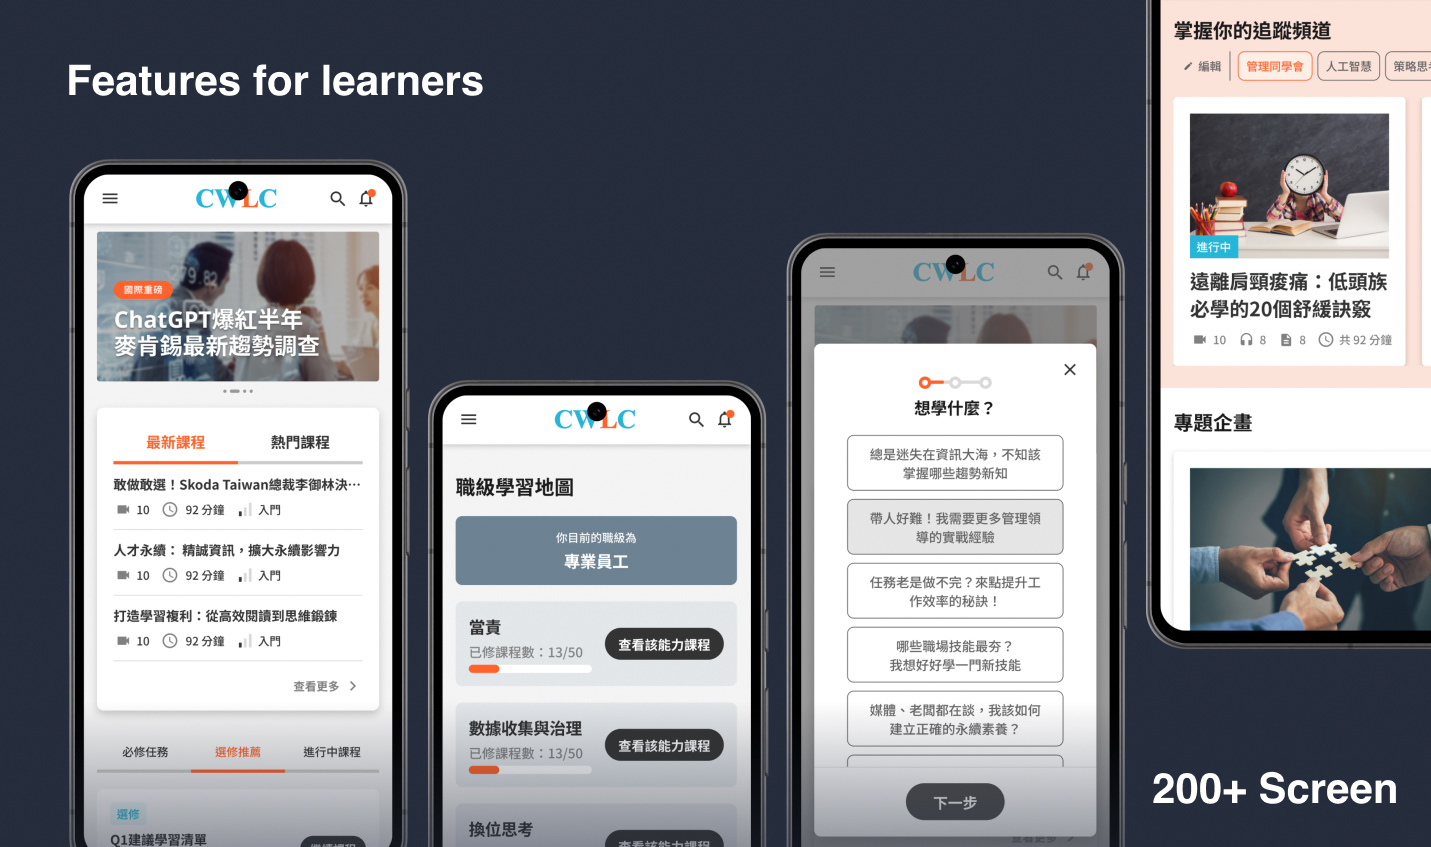 Features for learners
CWLC
國際重磅
ChatGPT爆紅半年
麥肯錫最新趨勢調查
最新課程
熱門課程
敢做敢選！Skoda Taiwan總裁李御林決⋯
10 92 分鐘 入門
人才永續： 精誠資訊，擴大永續影響力
10 92 分鐘 入門
打造學習複利：從高效閱讀到思維鍛鍊
10 92 分鐘 入門
查看更多
必修任務 選修推薦 進行中課程
選修
Q1建議學習清單
CWLC
職級學習地圖
你目前的職級為
專業員工
當責
已修課程數：13/50
查看該能力課程
數據收集與治理
已修課程數：13/50
查看該能力課程
換位思考
查看該能力課程
CWLC
想學什麼？
總是迷失在資訊大海，不知該
掌握哪些趨勢新知
帶人好難！我需要更多管理領
導的實戰經驗
任務老是做不完？來點提升工
作效率的秘訣！
哪些職場技能最夯？
我想好好學一門新技能
媒體、老闆都在談，我該如何
建立正確的永續素養？
下一步
查看更多
掌握你的追蹤頻道
編輯 管理同學會 人工智慧 策略思
進行中
遠離肩頸痠痛：低頭族
必學的20個舒緩訣竅
10 8 8 共 92 分鐘
專題企畫
200+ Screen